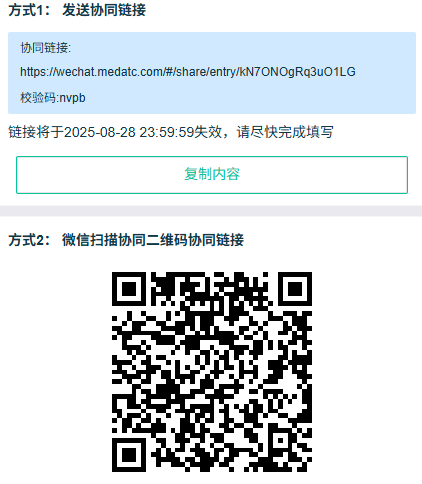 方式1： 发送协同链接
协同链接:
https://wechat.medatc.com/#/share/entry/kN7ONOgRq3uO1LG
校验码:nvpb
链接将于2025-08-28 23:59:59失效，请尽快完成填写
复制内容
方式2： 微信扫描协同二维码协同链接